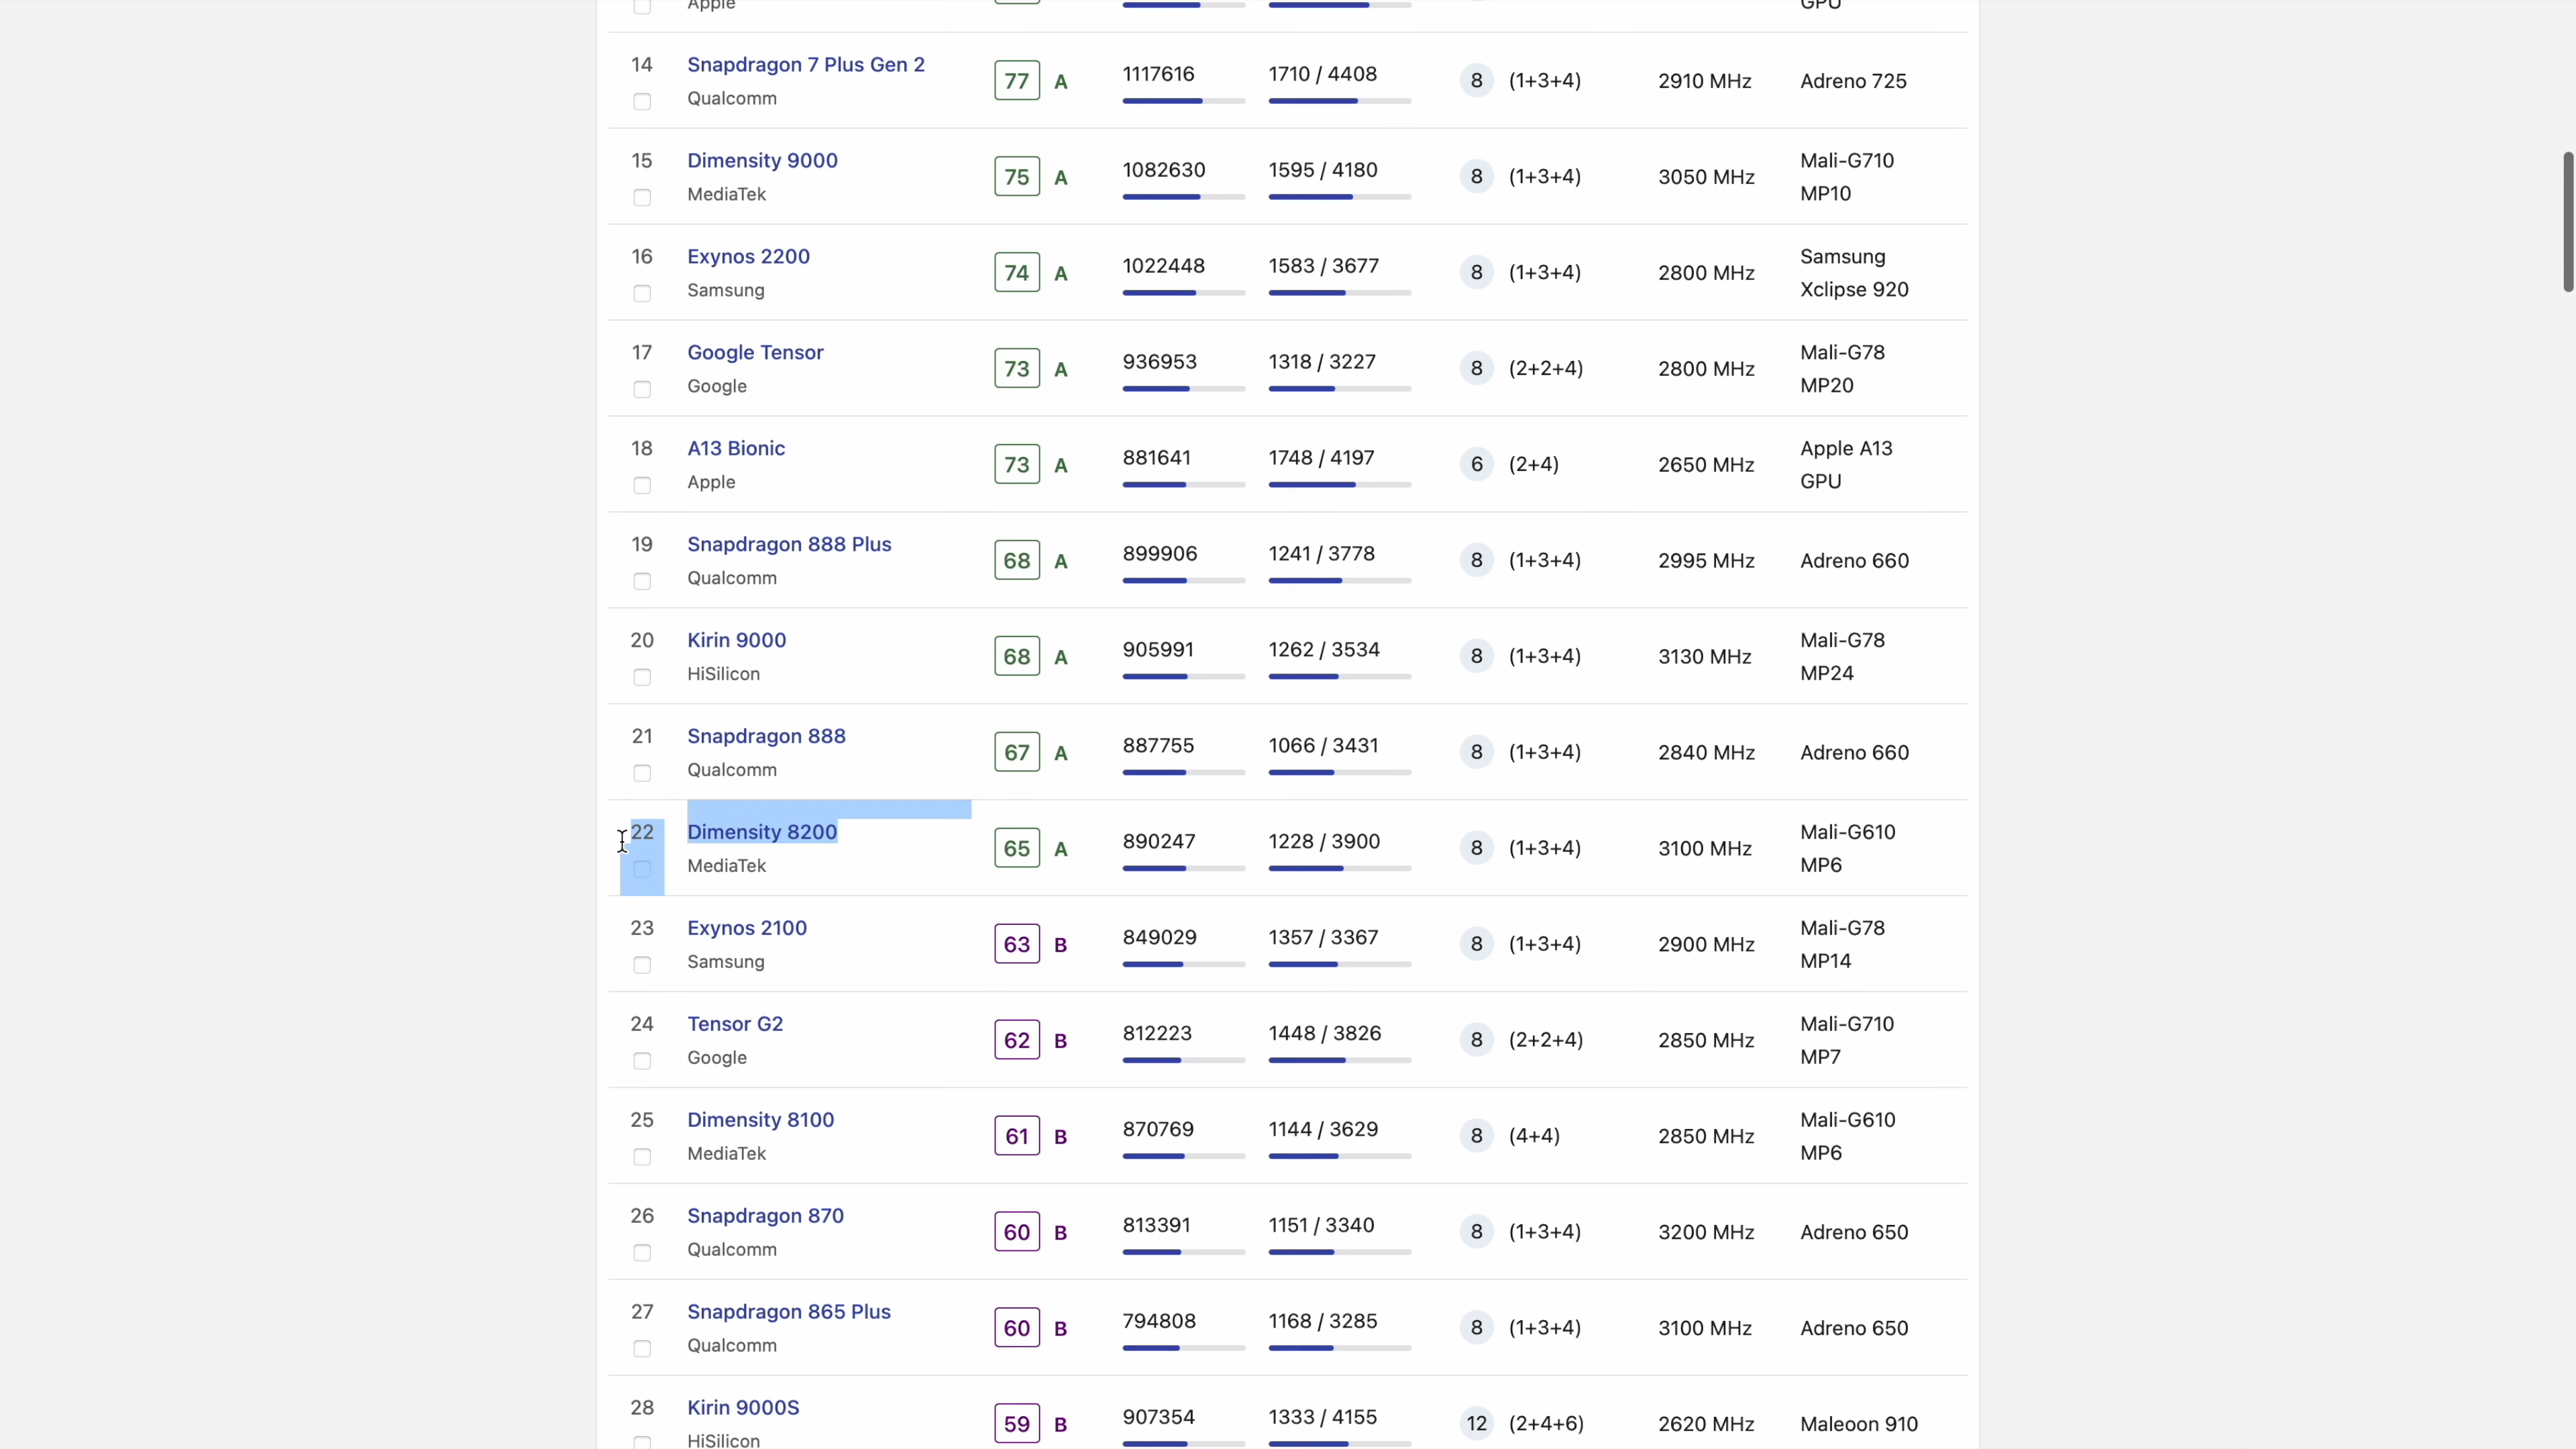 Apple GPU
14 Snapdragon 7 Plus Gen 2 77 A 1117616 1710 / 4408 8 (1+3+4) 2910 MHz Adreno 725
Qualcomm
15 Dimensity 9000 75 A 1082630 1595 / 4180 8 (1+3+4) 3050 MHz Mali-G710
MediaTek MP10
16 Exynos 2200 74 A 1022448 1583 / 3677 8 (1+3+4) 2800 MHz Samsung
Samsung Xclipse 920
17 Google Tensor 73 A 936953 1318 / 3227 8 (2+2+4) 2800 MHz Mali-G78
Google MP20
18 A13 Bionic 73 A 881641 1748 / 4197 6 (2+4) 2650 MHz Apple A13
Apple GPU
19 Snapdragon 888 Plus 68 A 899906 1241 / 3778 8 (1+3+4) 2995 MHz Adreno 660
Qualcomm
20 Kirin 9000 68 A 905991 1262 / 3534 8 (1+3+4) 3130 MHz Mali-G78
HiSilicon MP24
21 Snapdragon 888 67 A 887755 1066 / 3431 8 (1+3+4) 2840 MHz Adreno 660
Qualcomm
22 Dimensity 8200 65 A 890247 1228 / 3900 8 (1+3+4) 3100 MHz Mali-G610
MediaTek MP6
23 Exynos 2100 63 B 849029 1357 / 3367 8 (1+3+4) 2900 MHz Mali-G78
Samsung MP14
24 Tensor G2 62 B 812223 1448 / 3826 8 (2+2+4) 2850 MHz Mali-G710
Google MP7
25 Dimensity 8100 61 B 870769 1144 / 3629 8 (4+4) 2850 MHz Mali-G610
MediaTek MP6
26 Snapdragon 870 60 B 813391 1151 / 3340 8 (1+3+4) 3200 MHz Adreno 650
Qualcomm
27 Snapdragon 865 Plus 60 B 794808 1168 / 3285 8 (1+3+4) 3100 MHz Adreno 650
Qualcomm
28 Kirin 9000S 59 B 907354 1333 / 4155 12 (2+4+6) 2620 MHz Maleoon 910
HiSilicon